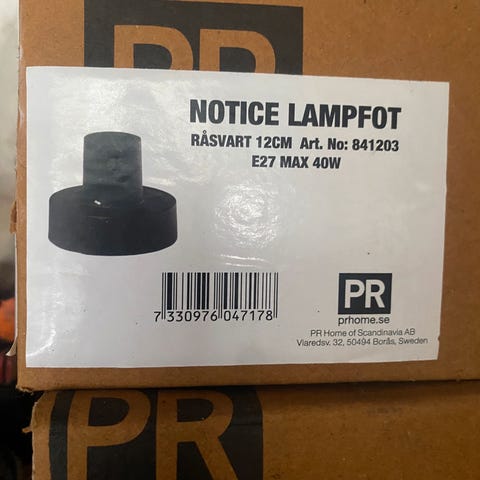 PR
NOTICE LAMPFOT
RÅSVART 12CM Art. No: 841203
E27 MAX 40W
7 330976 047178
PR
prhome.se
PR Home of Scandinavia AB
Viaredsv. 32, 50494 Borås, Sweden
PR